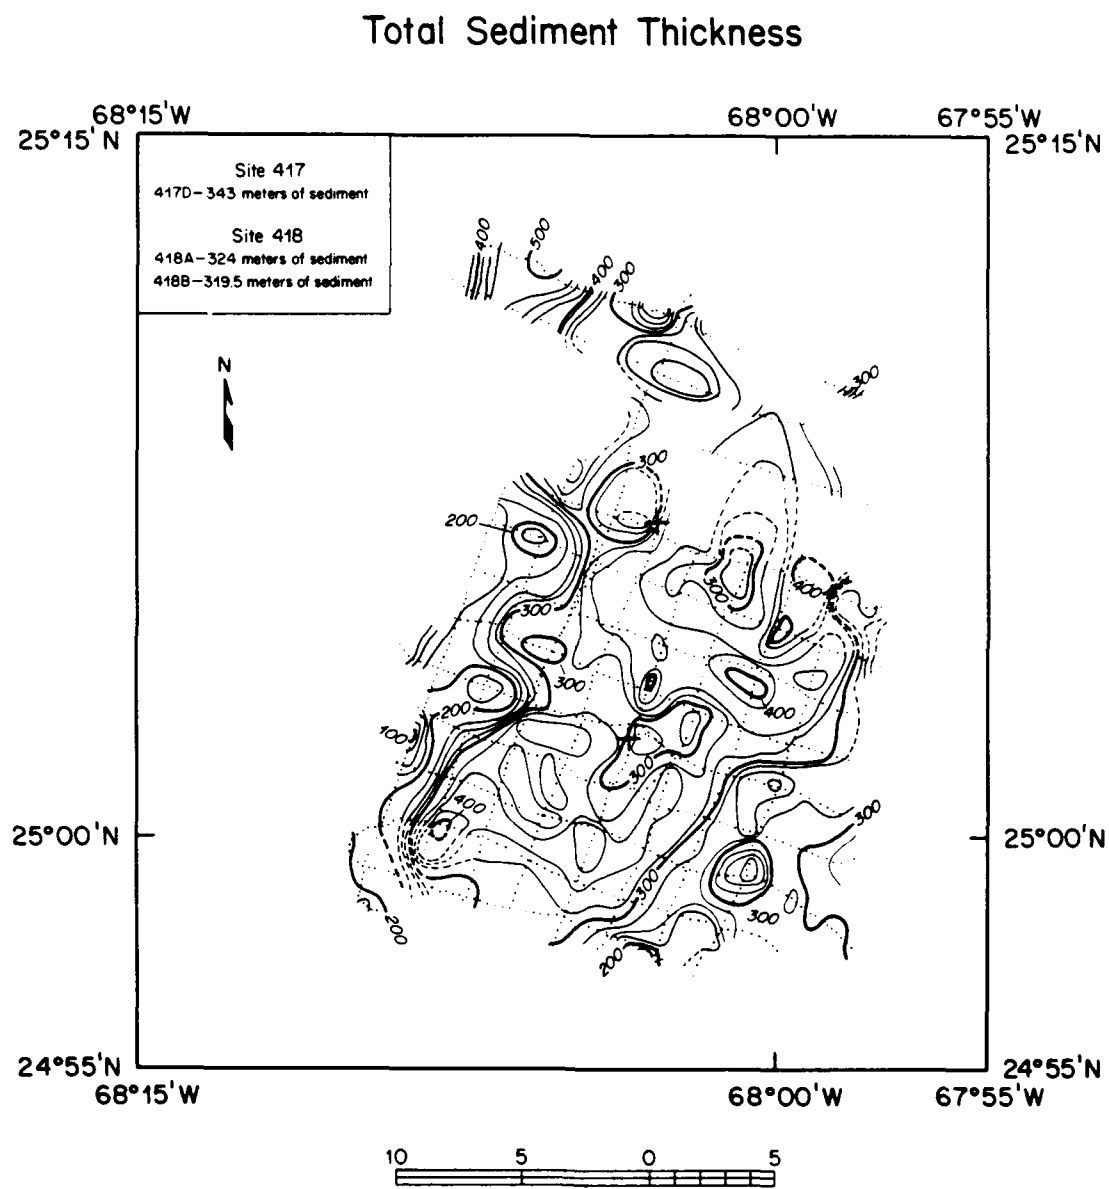 Total Sediment Thickness
68°15'W
68°00'W
67°55'W
25°15'N
25°15'N
Site 417
417D-343 meters of sediment
Site 418
418A-324 meters of sediment
418B-319.5 meters of sediment
400
500
400
300
N
300
300
200
300
400
300
300
200
400
100
300
400
300
25°00'N
25°00'N
300
300
200
200
24°55'N
24°55'N
68°15'W
68°00'W
67°55'W
10
5
0
5